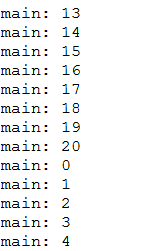 main: 13
main: 14
main: 15
main: 16
main: 17
main: 18
main: 19
main: 20
main: 0
main: 1
main: 2
main: 3
main: 4